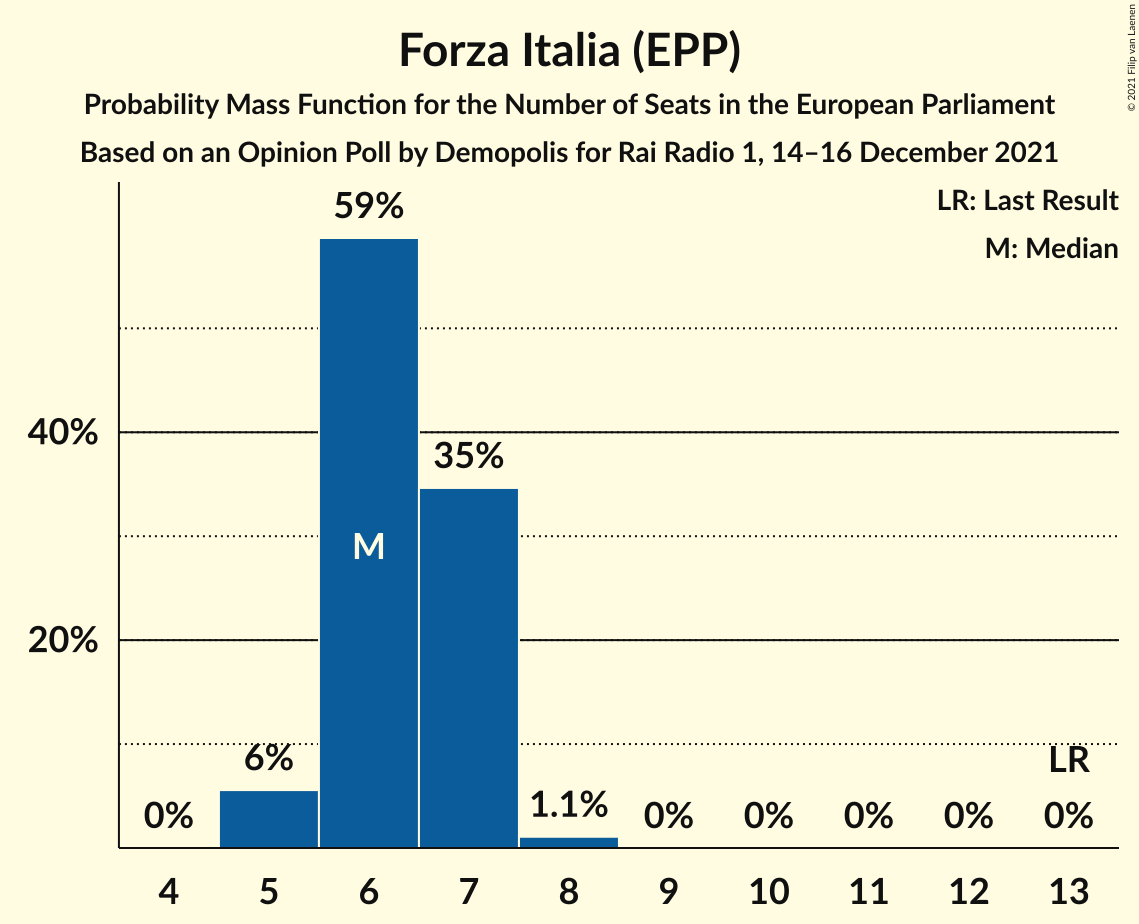 © 2021 Filip van Laenen
Forza Italia (EPP)
Probability Mass Function for the Number of Seats in the European Parliament
Based on an Opinion Poll by Demopolis for Rai Radio 1, 14–16 December 2021
LR: Last Result
M: Median
59%
40%
35%
M
20%
6%
LR
0%
1.1%
0%
0%
0%
0%
0%
4 5 6 7 8 9 10 11 12 13